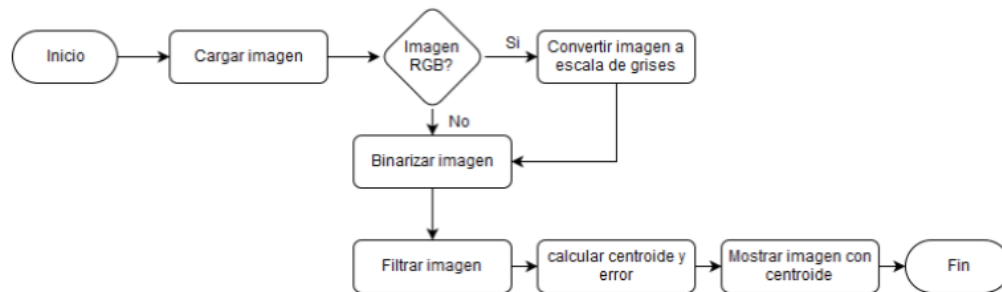 Inicio
Cargar imagen
Imagen
RGB?
Si
Convertir imagen a
escala de grises
No
Binarizar imagen
Filtrar imagen
calcular centroide y
error
Mostrar imagen con
centroide
Fin